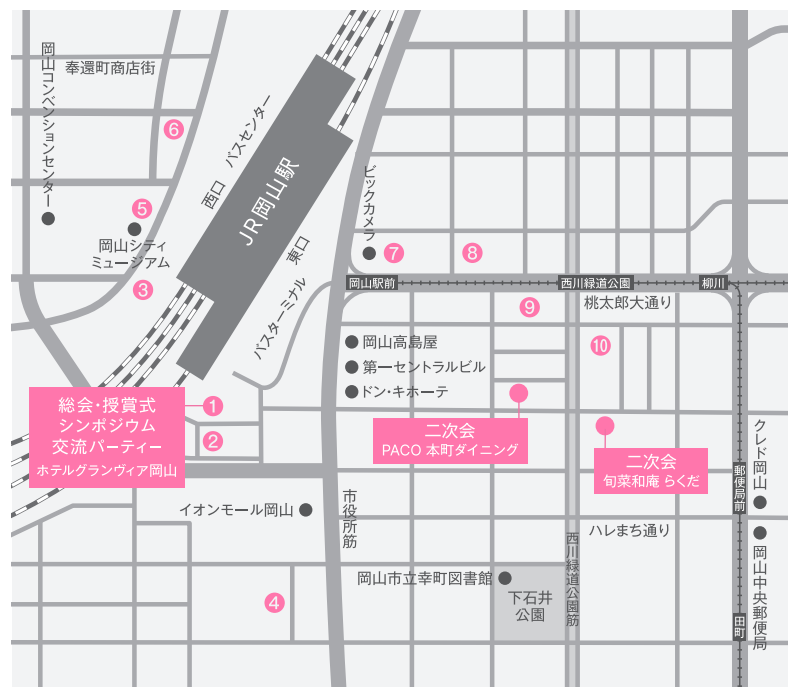 岡山コンベンションセンター
奉還町商店街
6
西口
バスセンター
JR岡山駅
ビックカメラ
5
岡山シティ
ミュージアム
東口
バスターミナル
7
8
3
岡山駅前
西川緑道公園
柳川
9
桃太郎大通り
岡山高島屋
10
第一セントラルビル
ドン・キホーテ
総会・授賞式
シンポジウム
交流パーティー
ホテルグランヴィア岡山
1
2
二次会
PACO 本町ダイニング
二次会
旬菜和庵 らくだ
クレド岡山
郵便局前
イオンモール岡山
市役所筋
ハレまち通り
西川緑道公園筋
岡山中央郵便局
岡山市立幸町図書館
下石井
公園
4
田町